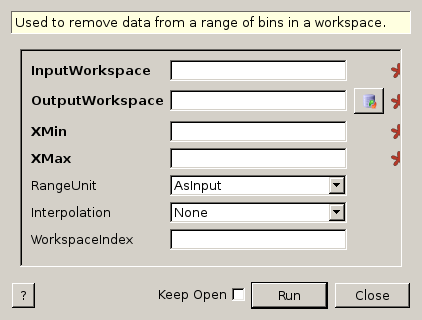 Used to remove data from a range of bins in a workspace.
InputWorkspace
OutputWorkspace
XMin
XMax
RangeUnit AsInput
Interpolation None
WorkspaceIndex
? Keep Open Run Close